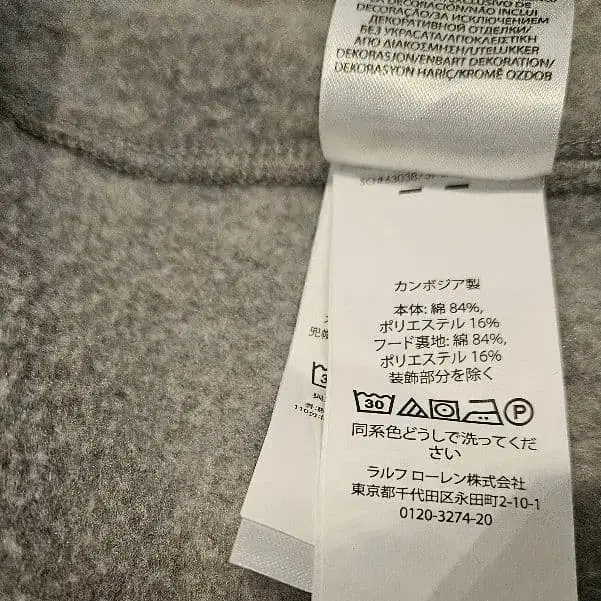 DECORACIÓN/NO INCLUI
DECORAÇÃO/ЗА ИСКЛЮЧЕНИЕМ
ДЕКОРАТИВНОЙ ОТДЕЛКИ/
БЕЗ УКРАСАТА/ΑΠΟΚΛΕΙΣΤΙΚΗ
ΑΠΟ ΔΙΑΚΟΣΜΗΣΗ/UTELUKKER
DEKORASJON/ENBART DEKORATION/
DEKORASYON HARİÇ/KROMĚ OZDOB
カンボジア製
本体: 綿 84%,
ポリエステル 16%
フード裏地: 綿 84%,
ポリエステル 16%
装飾部分を除く
30 P
同系色どうしで洗ってくだ
さい
ラルフ ローレン株式会社
東京都千代田区永田町2-10-1
0120-3274-20